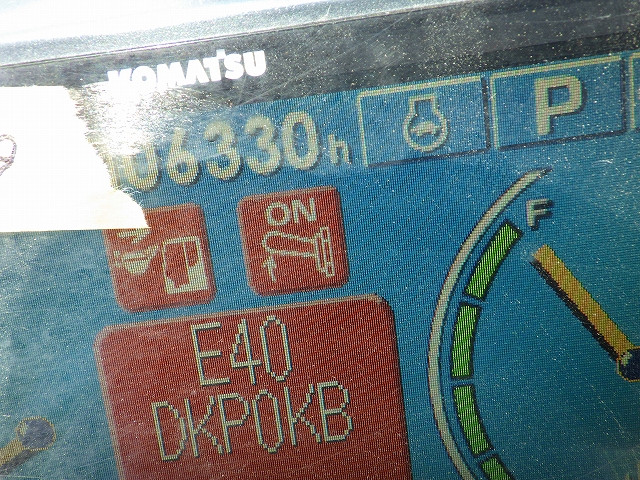 KOMATSU
06330h
P
ON
F
E40
DKP0KB